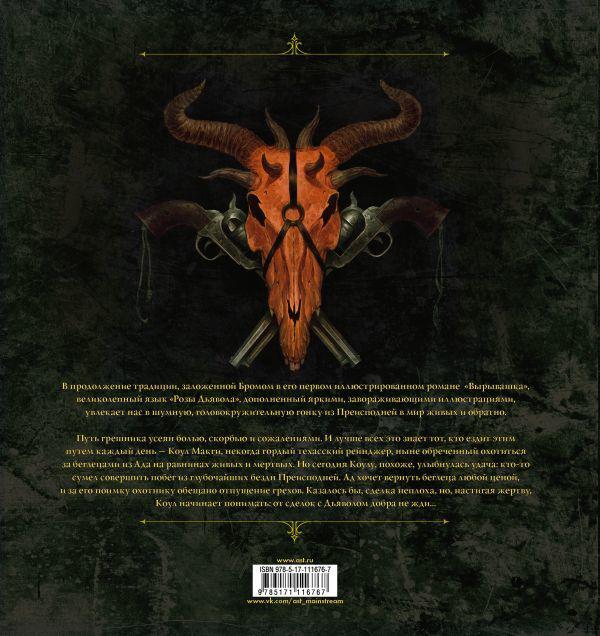 В продолжение традиции, заложенной Бромом в его первом иллюстрированном романе «Вырывашка»,
великолепный язык «Розы Дьявола», дополненный яркими, завораживающими иллюстрациями,
увлекает нас в шумную, головокружительную гонку из Преисподней в мир живых и обратно.
Путь грешника усеян болью, скорбью и сожалениями. И лучше всех это знает тот, кто ездит этим
путем каждый день — Коул Макги, некогда гордый техасский рейнджер, ныне обреченный охотиться
за беглецами из Ада на равнинах живых и мертвых. Но сегодня Коулу, похоже, улыбнулась удача: кто-то
сумел совершить побег из глубочайших бездн Преисподней. Ад хочет вернуть беглеца любой ценой,
и за его поимку охотнику обещано отпущение грехов. Казалось бы, сделка неплоха, но, настигая жертву,
Коул начинает понимать: от сделок с Дьяволом добра не жди...
www.ast.ru
ISBN 978-5-17-111676-7
9785171116767
www.vk.com/ast_mainstream